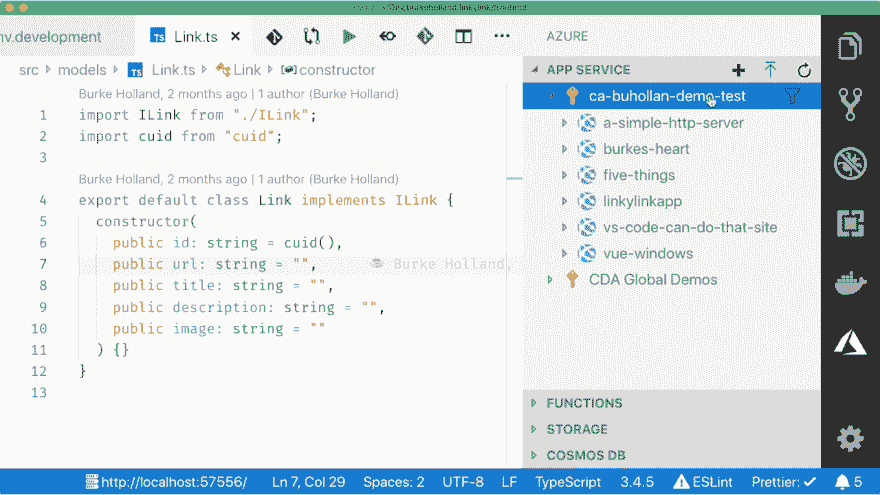 nv.development
TS Link.ts
src models TS Link.ts Link constructor
Burke Holland, 2 months ago | 1 author (Burke Holland)
1 import ILink from "./ILink";
2 import cuid from "cuid";
3
Burke Holland, 2 months ago | 1 author (Burke Holland)
4 export default class Link implements ILink {
5 constructor(
6 public id: string = cuid(),
7 public url: string = "", Burke Holland,
8 public title: string = "",
9 public description: string = "",
10 public image: string = ""
11 ) {}
12 }
13
AZURE
APP SERVICE
ca-buhollan-demo-test
a-simple-http-server
burkes-heart
five-things
linkylinkapp
vs-code-can-do-that-site
vue-windows
CDA Global Demos
FUNCTIONS
STORAGE
COSMOS DB
http://localhost:57556/ Ln 7, Col 29 Spaces: 2 UTF-8 LF TypeScript 3.4.5 ESLint Prettier: 5